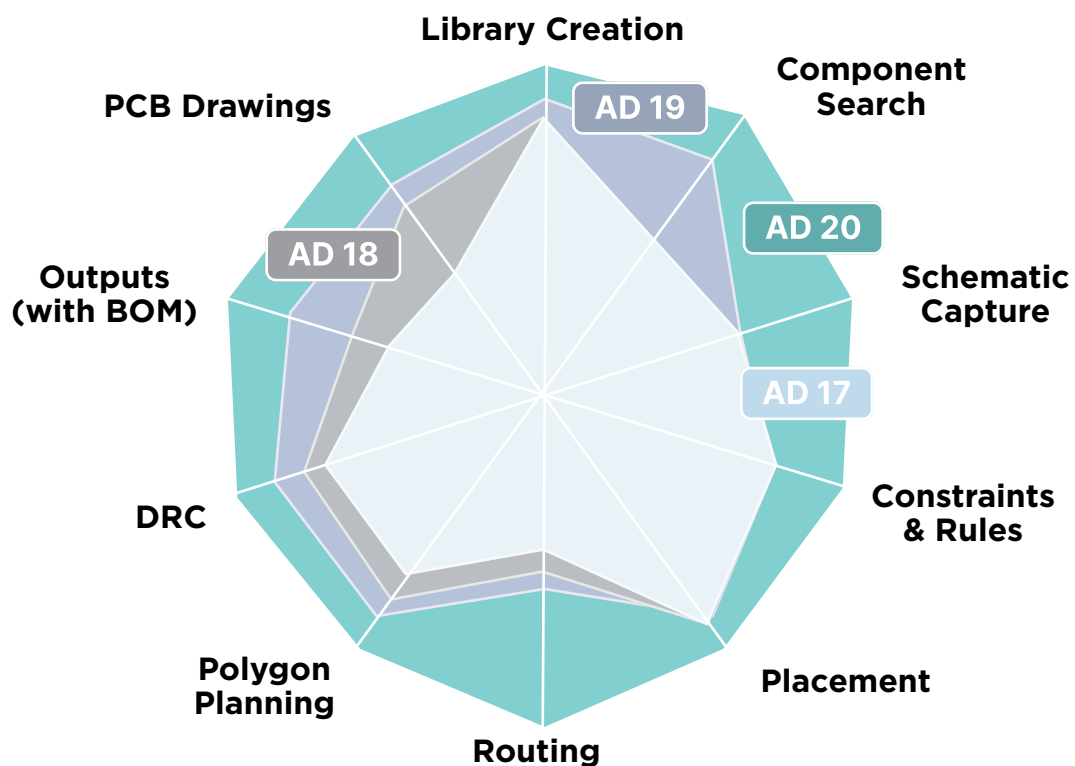 Library Creation
Component
Search
PCB Drawings
AD 19
AD 20
AD 18
Outputs
(with BOM)
Schematic
Capture
AD 17
Constraints
& Rules
DRC
Polygon
Planning
Placement
Routing